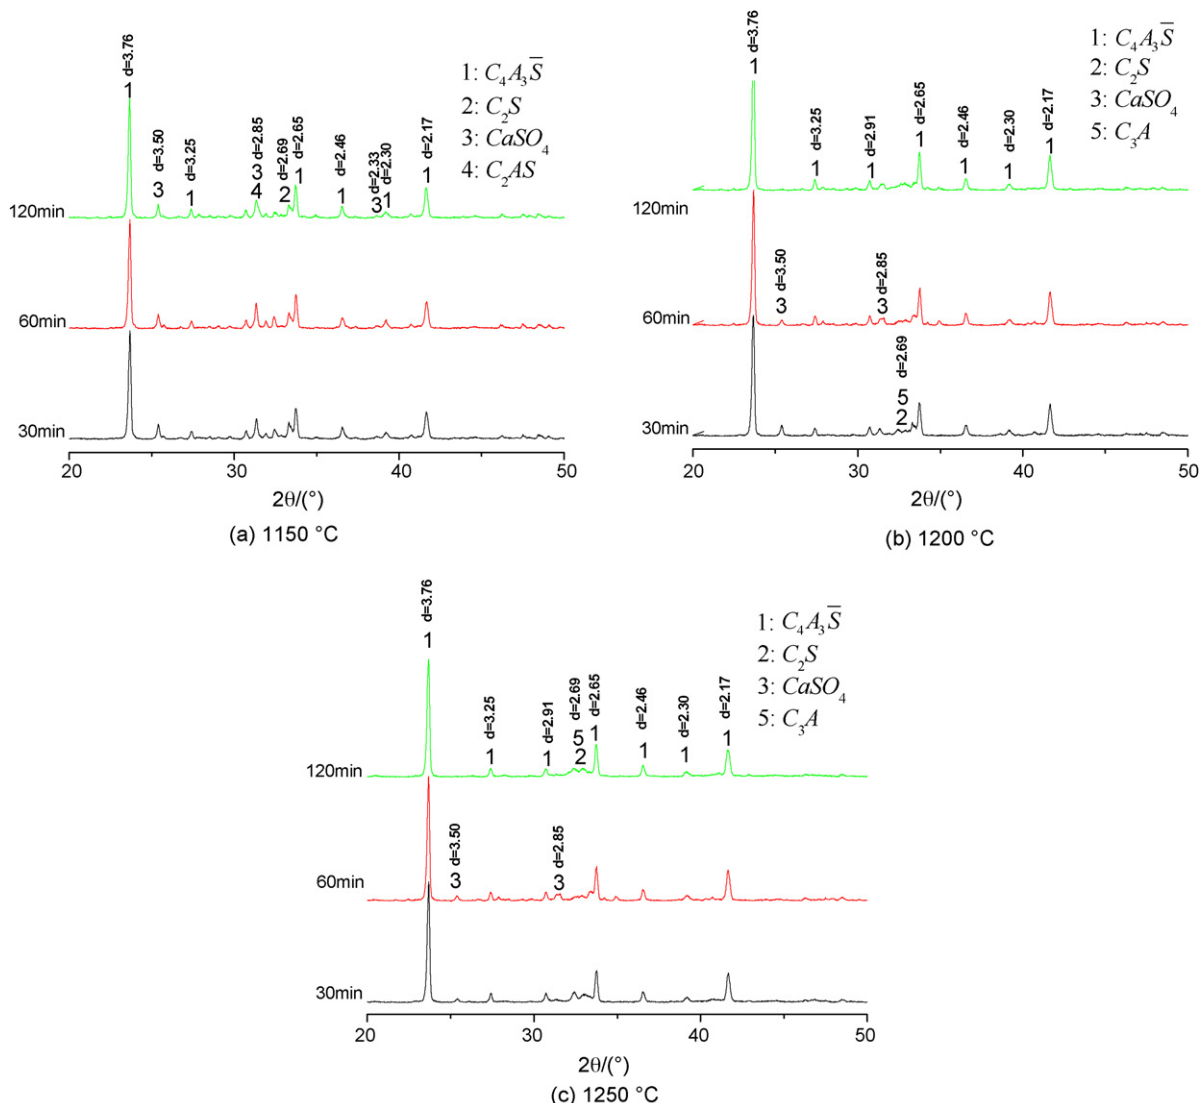 d=3.76
1
d=3.50
3
d=3.25
1
d=2.85
3
4
d=2.69
2
d=2.65
1
d=2.46
1
d=2.33
3
d=2.30
1
d=2.17
1
1: C₄A₃S̅
2: C₂S
3: CaSO₄
4: C₂AS
120min
60min
30min
20 30 40 50
2θ/(°)
(a) 1150 °C
d=3.76
1
d=3.25
1
d=2.91
1
d=2.65
1
d=2.46
1
d=2.30
1
d=2.17
1
1: C₄A₃S̅
2: C₂S
3: CaSO₄
5: C₃A
120min
d=3.50
3
d=2.85
3
60min
d=2.69
5
2
30min
20 30 40 50
2θ/(°)
(b) 1200 °C
d=3.76
1
d=3.25
1
d=2.91
1
d=2.69
5
2
d=2.65
1
d=2.46
1
d=2.30
1
d=2.17
1
1: C₄A₃S̅
2: C₂S
3: CaSO₄
5: C₃A
120min
d=3.50
3
d=2.85
3
60min
30min
20 30 40 50
2θ/(°)
(c) 1250 °C